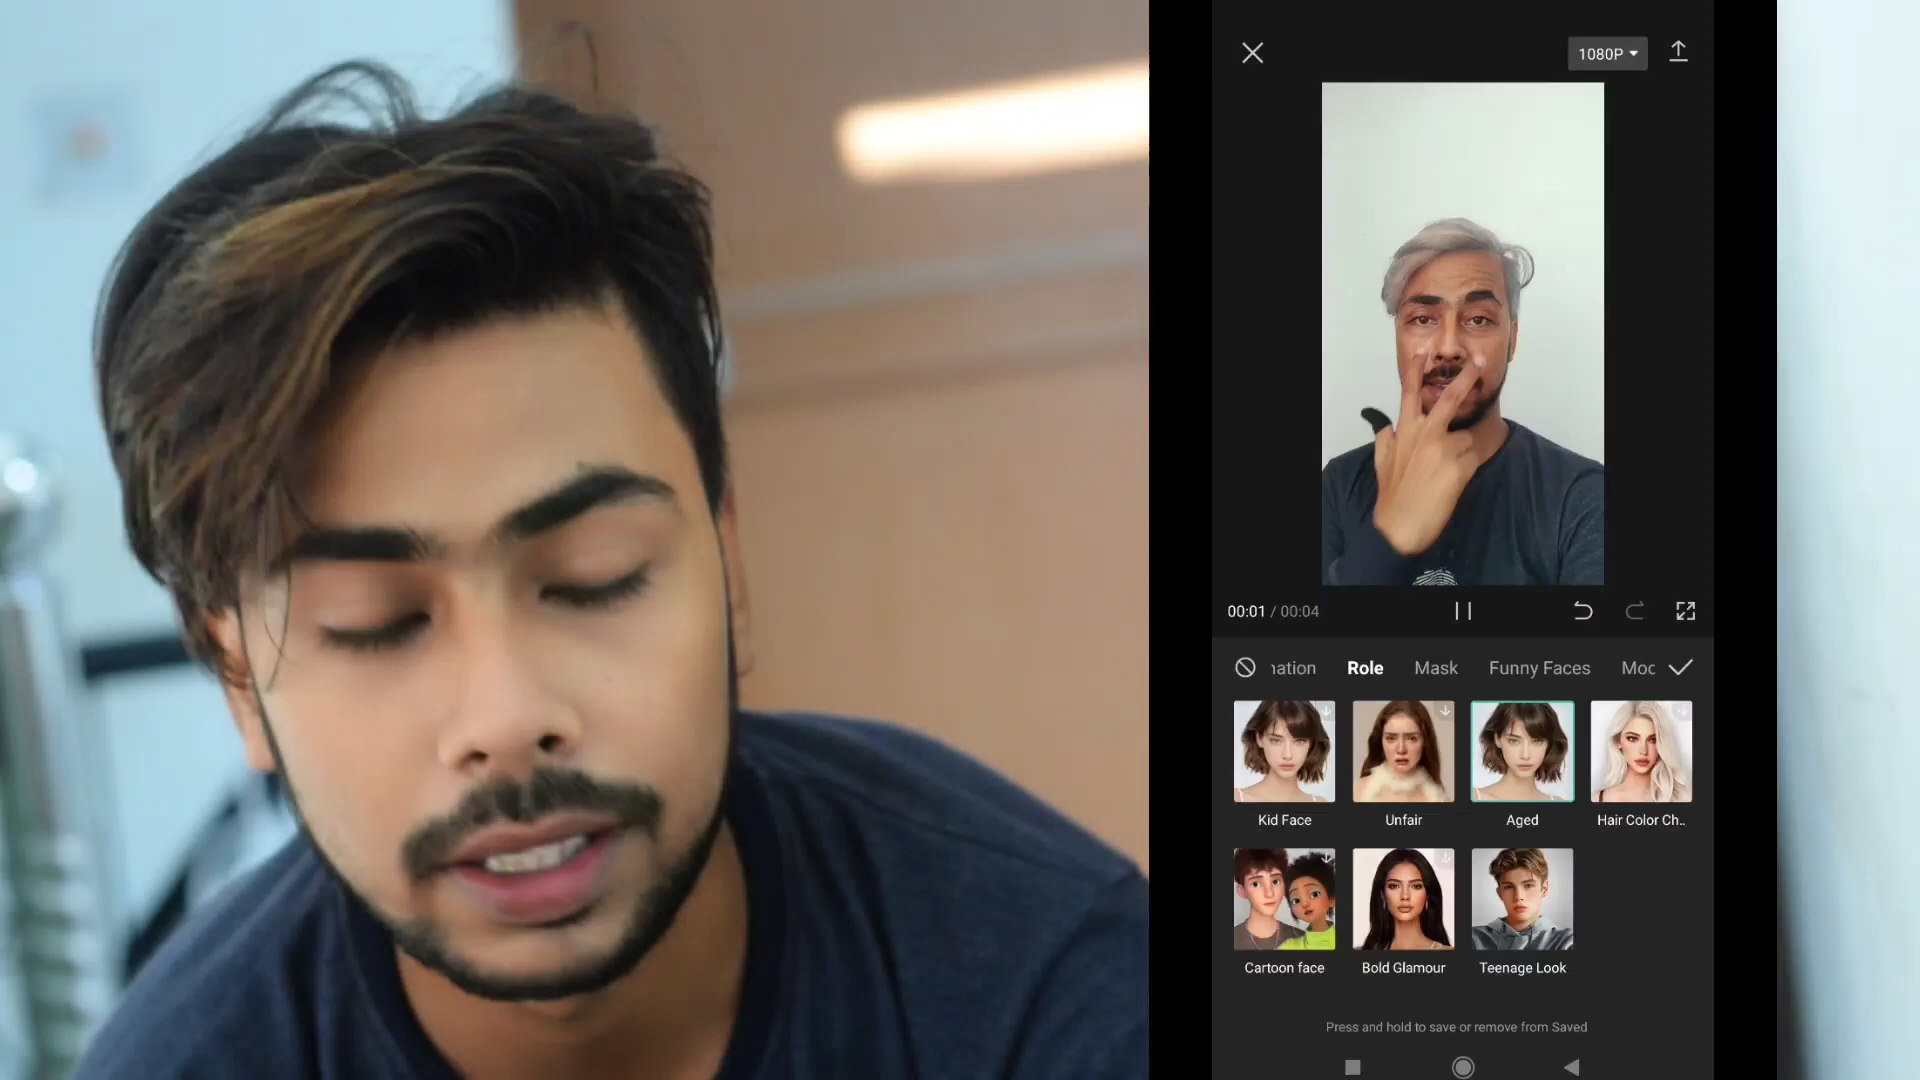 1080P
00:01 / 00:04
nation Role Mask Funny Faces Moc
Kid Face Unfair Aged Hair Color Ch..
Cartoon face Bold Glamour Teenage Look
Press and hold to save or remove from Saved